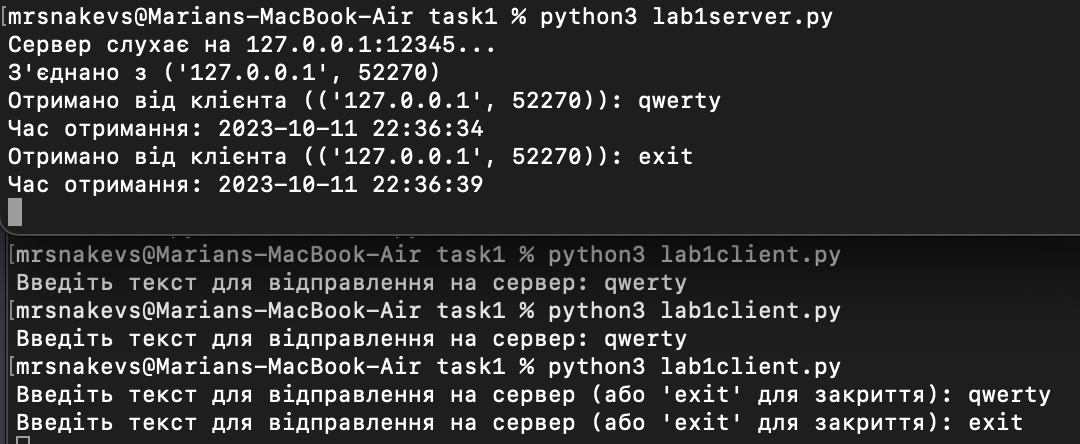 [mrsnakevs@Marians-MacBook-Air task1 % python3 lab1server.py
Сервер слухає на 127.0.0.1:12345...
З'єднано з ('127.0.0.1', 52270)
Отримано від клієнта (('127.0.0.1', 52270)): qwerty
Час отримання: 2023-10-11 22:36:34
Отримано від клієнта (('127.0.0.1', 52270)): exit
Час отримання: 2023-10-11 22:36:39
[mrsnakevs@Marians-MacBook-Air task1 % python3 lab1client.py
Введіть текст для відправлення на сервер: qwerty
[mrsnakevs@Marians-MacBook-Air task1 % python3 lab1client.py
Введіть текст для відправлення на сервер: qwerty
[mrsnakevs@Marians-MacBook-Air task1 % python3 lab1client.py
Введіть текст для відправлення на сервер (або 'exit' для закриття): qwerty
Введіть текст для відправлення на сервер (або 'exit' для закриття): exit